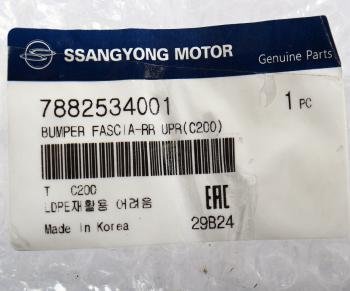 SSANGYONG MOTOR
Genuine Parts
7882534001
1 PC
BUMPER FASCIA-RR UPR(C200)
T C200
LDPE재활용 어려움
EAC
Made in Korea
29B24